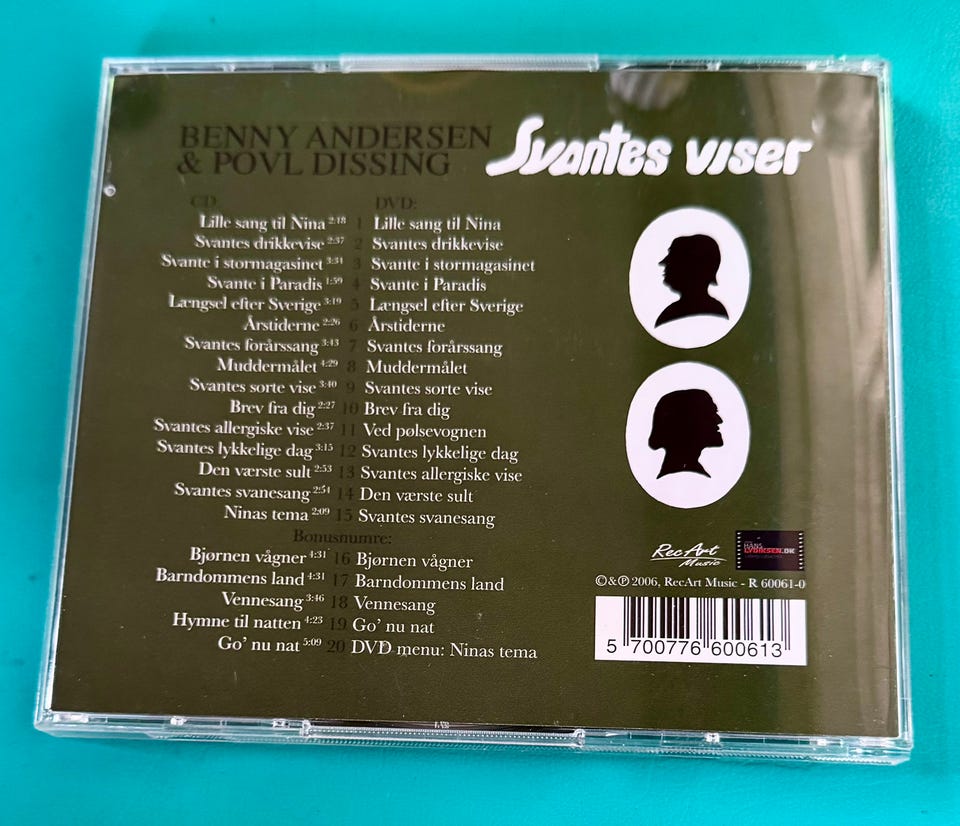 BENNY ANDERSEN
& POVL DISSING
Svantes viser
CD: DVD:
Lille sang til Nina 2:18 1 Lille sang til Nina
Svantes drikkevise 2:37 2 Svantes drikkevise
Svante i stormagasinet 3:31 3 Svante i stormagasinet
Svante i Paradis 1:59 4 Svante i Paradis
Længsel efter Sverige 3:19 5 Længsel efter Sverige
Årstiderne 2:26 6 Årstiderne
Svantes forårssang 3:43 7 Svantes forårssang
Muddermålet 4:29 8 Muddermålet
Svantes sorte vise 3:40 9 Svantes sorte vise
Brev fra dig 2:27 10 Brev fra dig
Svantes allergiske vise 2:37 11 Ved pølsevognen
Svantes lykkelige dag 3:15 12 Svantes lykkelige dag
Den værste sult 2:53 13 Svantes allergiske vise
Svantes svanesang 2:54 14 Den værste sult
Ninas tema 2:09 15 Svantes svanesang
Bonusnumre:
Bjørnen vågner 4:31 16 Bjørnen vågner
Barndommens land 4:31 17 Barndommens land
Vennesang 3:46 18 Vennesang
Hymne til natten 4:23 19 Go' nu nat
Go' nu nat 5:09 20 DVD menu: Ninas tema
RecArt
Music
HANS
LYDIKSEN.DK
©&℗ 2006, RecArt Music - R 60061-0
5 700776 600613